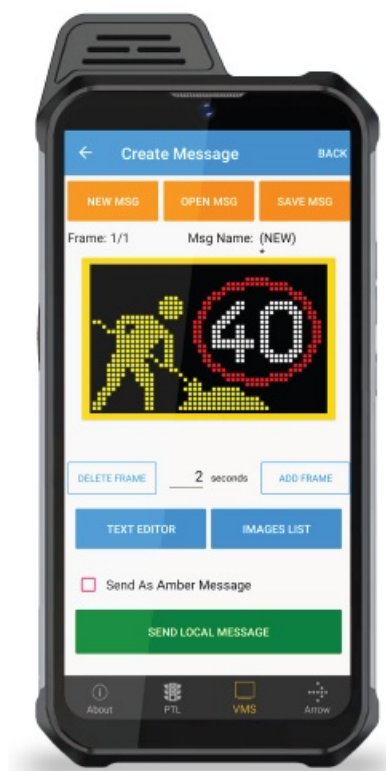 ← Create Message BACK
NEW MSG OPEN MSG SAVE MSG
Frame: 1/1 Msg Name: (NEW)
40
DELETE FRAME 2 seconds ADD FRAME
TEXT EDITOR IMAGES LIST
Send As Amber Message
SEND LOCAL MESSAGE
About PTL VMS Arrow